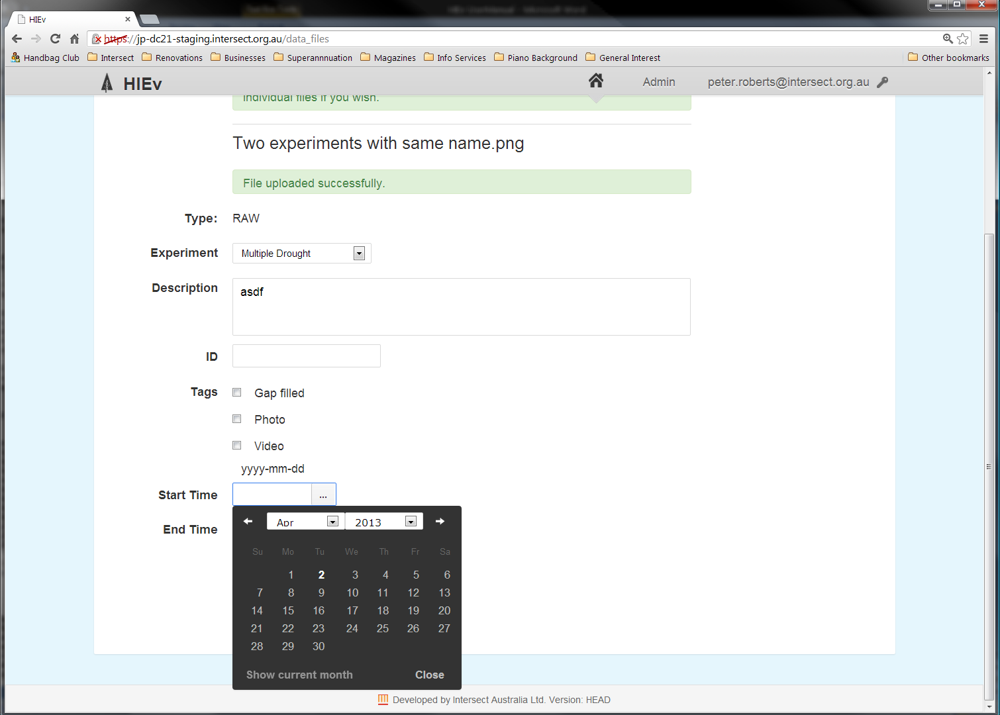 HIEv
https://jp-dc21-staging.intersect.org.au/data_files
Handbag Club Intersect Renovations Businesses Superannnuation Magazines Info Services Piano Background General Interest Other bookmarks
HIEv Admin peter.roberts@intersect.org.au
individual files if you wish.
Two experiments with same name.png
File uploaded successfully.
Type: RAW
Experiment Multiple Drought
Description asdf
ID
Tags Gap filled
Photo
Video
yyyy-mm-dd
Start Time ...
End Time
Apr 2013
Su Mo Tu We Th Fr Sa
1 2 3 4 5 6
7 8 9 10 11 12 13
14 15 16 17 18 19 20
21 22 23 24 25 26 27
28 29 30
Show current month Close
Developed by Intersect Australia Ltd. Version: HEAD